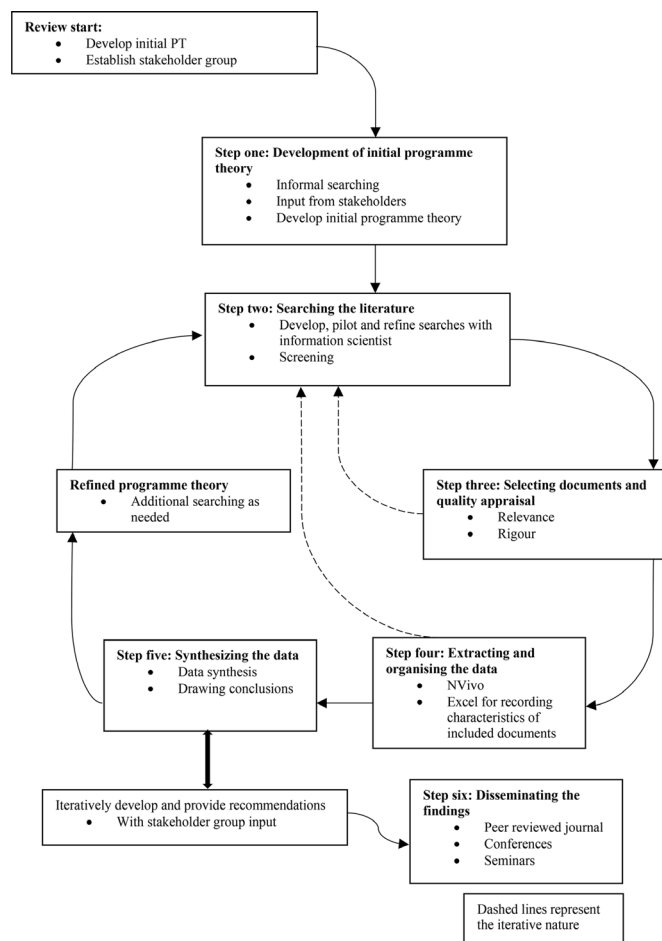 Review start:
• Develop initial PT
• Establish stakeholder group
Step one: Development of initial programme
theory
• Informal searching
• Input from stakeholders
• Develop initial programme theory
Step two: Searching the literature
• Develop, pilot and refine searches with
information scientist
• Screening
Step three: Selecting documents and
quality appraisal
• Relevance
• Rigour
Refined programme theory
• Additional searching as
needed
Step four: Extracting and
organising the data
• NVivo
• Excel for recording
characteristics of
included documents
Step five: Synthesizing the data
• Data synthesis
• Drawing conclusions
Iteratively develop and provide recommendations
• With stakeholder group input
Step six: Disseminating the
findings
• Peer reviewed journal
• Conferences
• Seminars
Dashed lines represent
the iterative nature